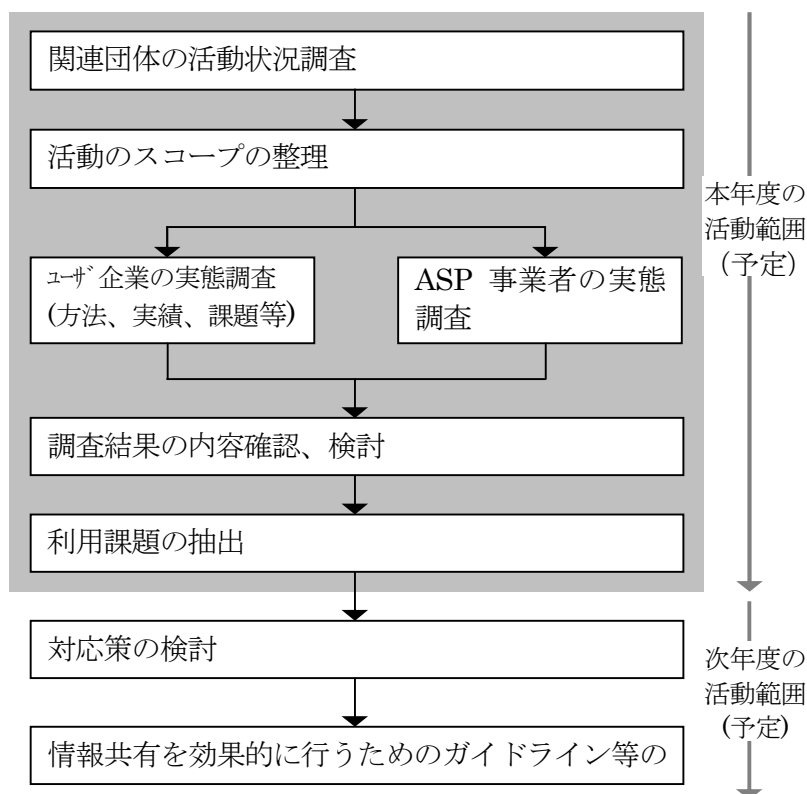 関連団体の活動状況調査
活動のスコープの整理
ﾕｰｻﾞ企業の実態調査
(方法、実績、課題等)
ASP 事業者の実態
調査
調査結果の内容確認、検討
利用課題の抽出
本年度の
活動範囲
（予定）
対応策の検討
情報共有を効果的に行うためのガイドライン等の
次年度の
活動範囲
(予定)